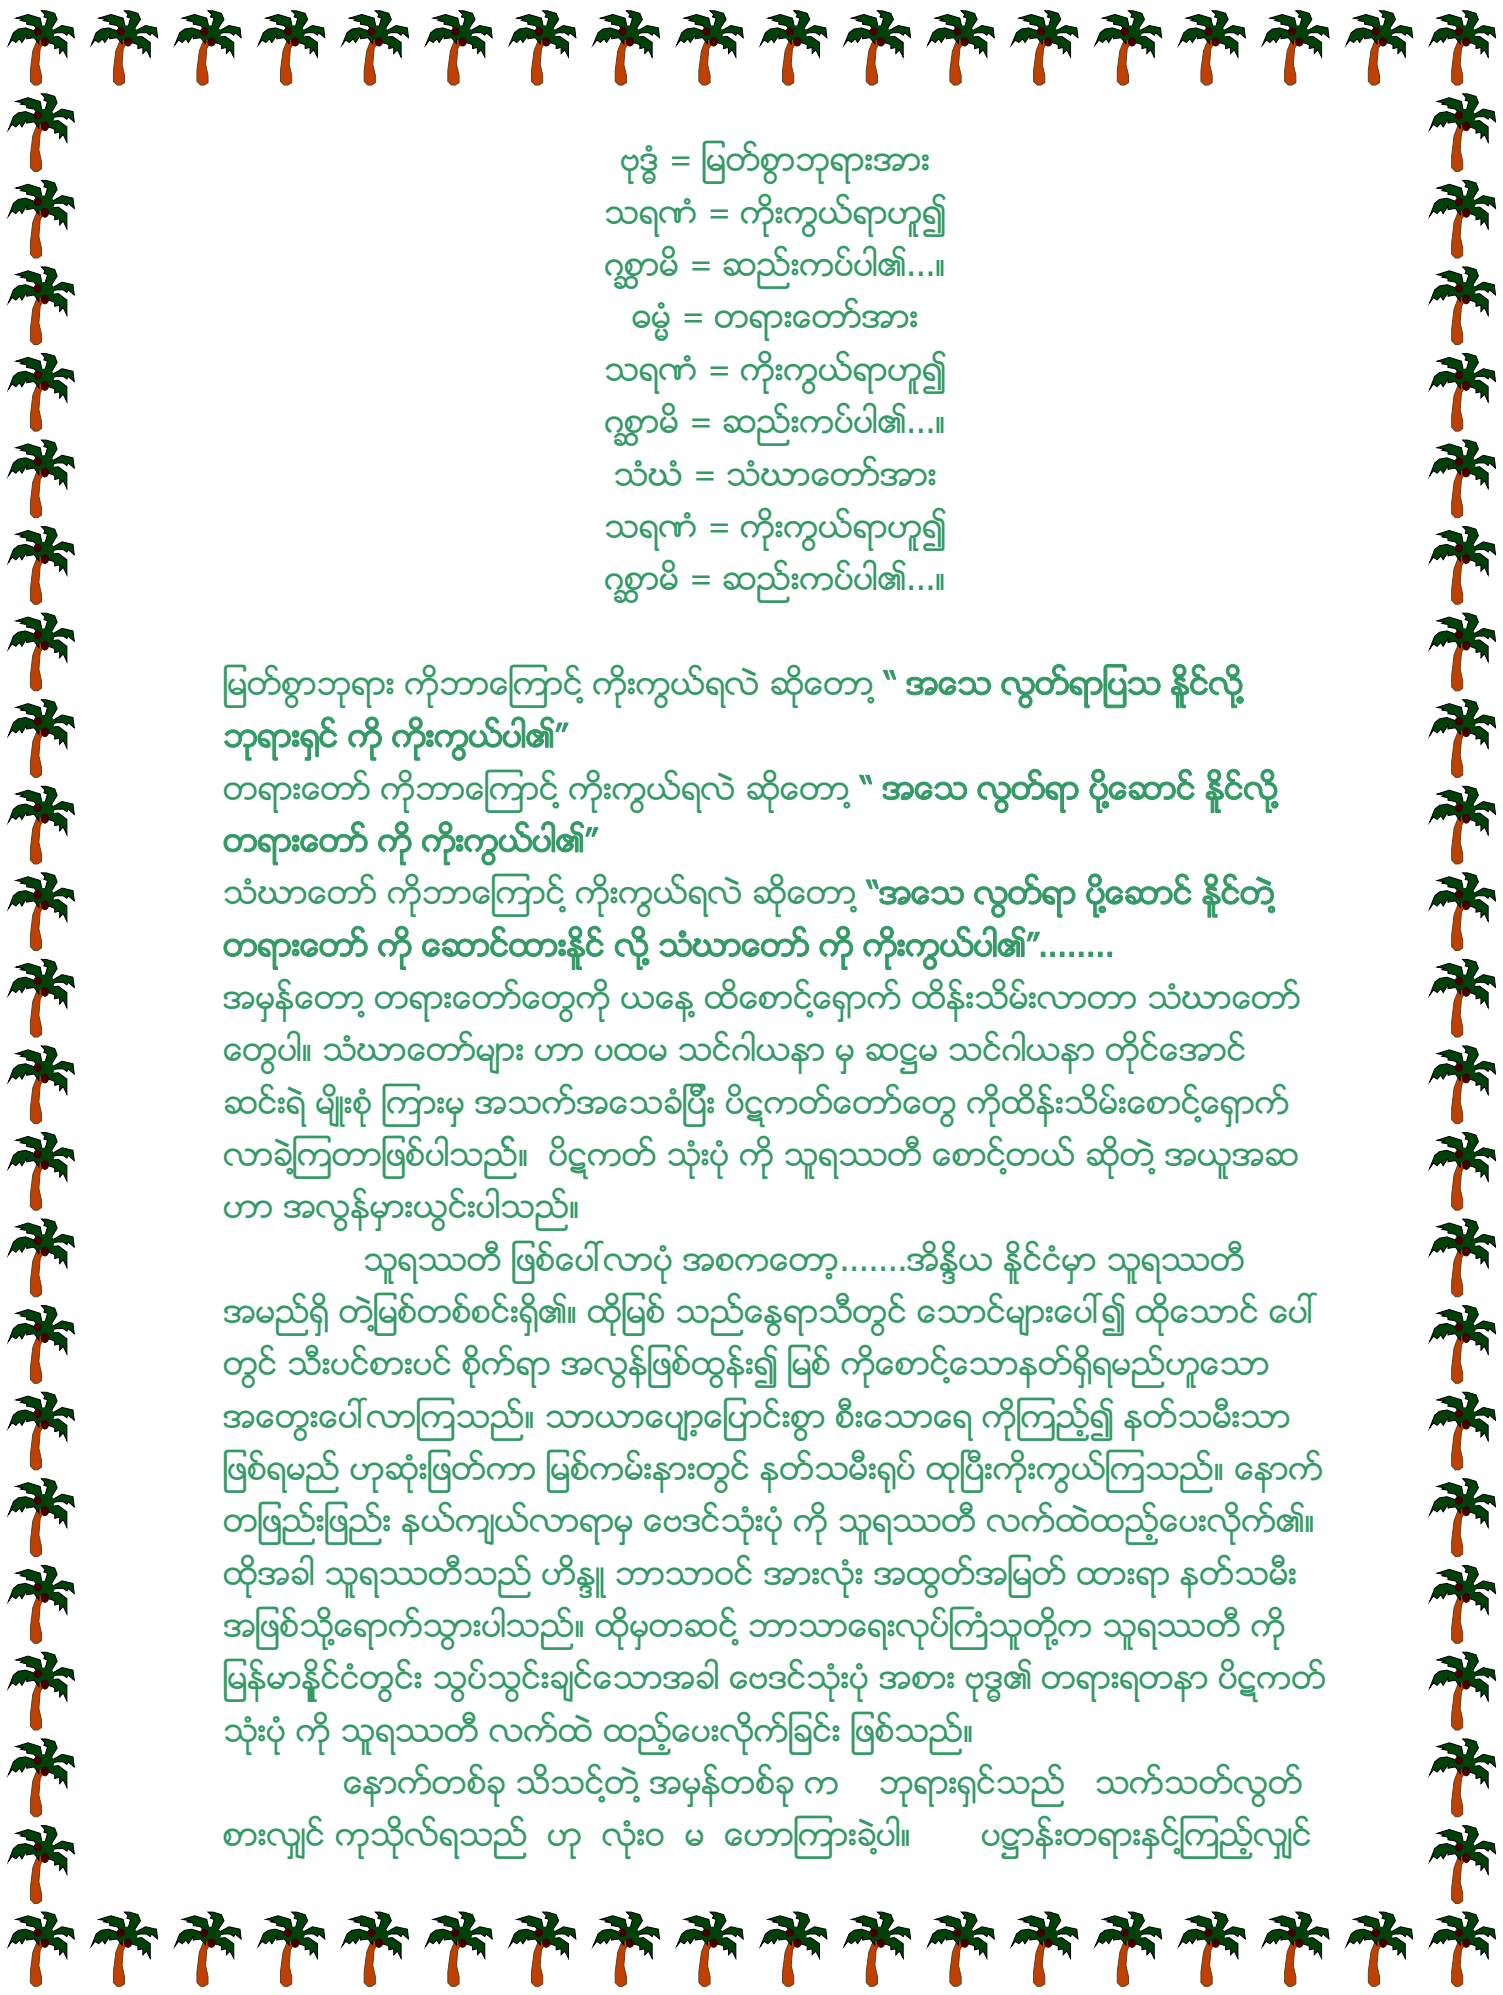 ဗုဒ္ဓံ = မြတ်စွာဘုရားအား
သရဏံ = ကိုးကွယ်ရာဟူ၍
ဂစ္ဆာမိ = ဆည်းကပ်ပါ၏...။
ဓမ္မံ = တရားတော်အား
သရဏံ = ကိုးကွယ်ရာဟူ၍
ဂစ္ဆာမိ = ဆည်းကပ်ပါ၏...။
သံဃံ = သံဃာတော်အား
သရဏံ = ကိုးကွယ်ရာဟူ၍
ဂစ္ဆာမိ = ဆည်းကပ်ပါ၏...။
မြတ်စွာဘုရား ကိုဘာကြောင့် ကိုးကွယ်ရလဲ ဆိုတော့ “ အသေ လွတ်ရာပြသ နိူင်လို့
ဘုရားရှင် ကို ကိုးကွယ်ပါ၏”
တရားတော် ကိုဘာကြောင့် ကိုးကွယ်ရလဲ ဆိုတော့ “ အသေ လွတ်ရာ ပို့ဆောင် နိူင်လို့
တရားတော် ကို ကိုးကွယ်ပါ၏”
သံဃာတော် ကိုဘာကြောင့် ကိုးကွယ်ရလဲ ဆိုတော့ “အသေ လွတ်ရာ ပို့ဆောင် နိူင်တဲ့
တရားတော် ကို ဆောင်ထားနိူင် လို့ သံဃာတော် ကို ကိုးကွယ်ပါ၏”........
အမှန်တော့ တရားတော်တွေကို ယနေ့ ထိစောင့်ရှောက် ထိန်းသိမ်းလာတာ သံဃာတော်
တွေပါ။ သံဃာတော်များ ဟာ ပထမ သင်ဂါယနာ မှ ဆဋ္ဌမ သင်ဂါယနာ တိုင်အောင်
ဆင်းရဲ မျိုးစုံ ကြားမှ အသက်အသေခံပြီး ပိဋကတ်တော်တွေ ကိုထိန်းသိမ်းစောင့်ရှောက်
လာခဲ့ကြတာဖြစ်ပါသည်။ ပိဋကတ် သုံးပုံ ကို သူရဿတီ စောင့်တယ် ဆိုတဲ့ အယူအဆ
ဟာ အလွန်မှားယွင်းပါသည်။
သူရဿတီ ဖြစ်ပေါ်လာပုံ အစကတော့.......အိန္ဒိယ နိူင်ငံမှာ သူရဿတီ
အမည်ရှိ တဲ့မြစ်တစ်စင်းရှိ၏။ ထိုမြစ် သည်နွေရာသီတွင် သောင်များပေါ်၍ ထိုသောင် ပေါ်
တွင် သီးပင်စားပင် စိုက်ရာ အလွန်ဖြစ်ထွန်း၍ မြစ် ကိုစောင့်သောနတ်ရှိရမည်ဟူသော
အတွေးပေါ်လာကြသည်။ သာယာပျော့ပြောင်းစွာ စီးသောရေ ကိုကြည့်၍ နတ်သမီးသာ
ဖြစ်ရမည် ဟုဆုံးဖြတ်ကာ မြစ်ကမ်းနားတွင် နတ်သမီးရုပ် ထုပြီးကိုးကွယ်ကြသည်။ နောက်
တဖြည်းဖြည်း နယ်ကျယ်လာရာမှ ဗေဒင်သုံးပုံ ကို သူရဿတီ လက်ထဲထည့်ပေးလိုက်၏။
ထိုအခါ သူရဿတီသည် ဟိန္ဒူ ဘာသာဝင် အားလုံး အထွတ်အမြတ် ထားရာ နတ်သမီး
အဖြစ်သို့ရောက်သွားပါသည်။ ထိုမှတဆင့် ဘာသာရေးလုပ်ကြံသူတို့က သူရဿတီ ကို
မြန်မာနိူင်ငံတွင်း သွပ်သွင်းချင်သောအခါ ဗေဒင်သုံးပုံ အစား ဗုဒ္ဓ၏ တရားရတနာ ပိဋကတ်
သုံးပုံ ကို သူရဿတီ လက်ထဲ ထည့်ပေးလိုက်ခြင်း ဖြစ်သည်။
နောက်တစ်ခု သိသင့်တဲ့ အမှန်တစ်ခု က ဘုရားရှင်သည် သက်သတ်လွတ်
စားလျှင် ကုသိုလ်ရသည် ဟု လုံးဝ မ ဟောကြားခဲ့ပါ။ ပဋ္ဌာန်းတရားနှင့်ကြည့်လျှင်